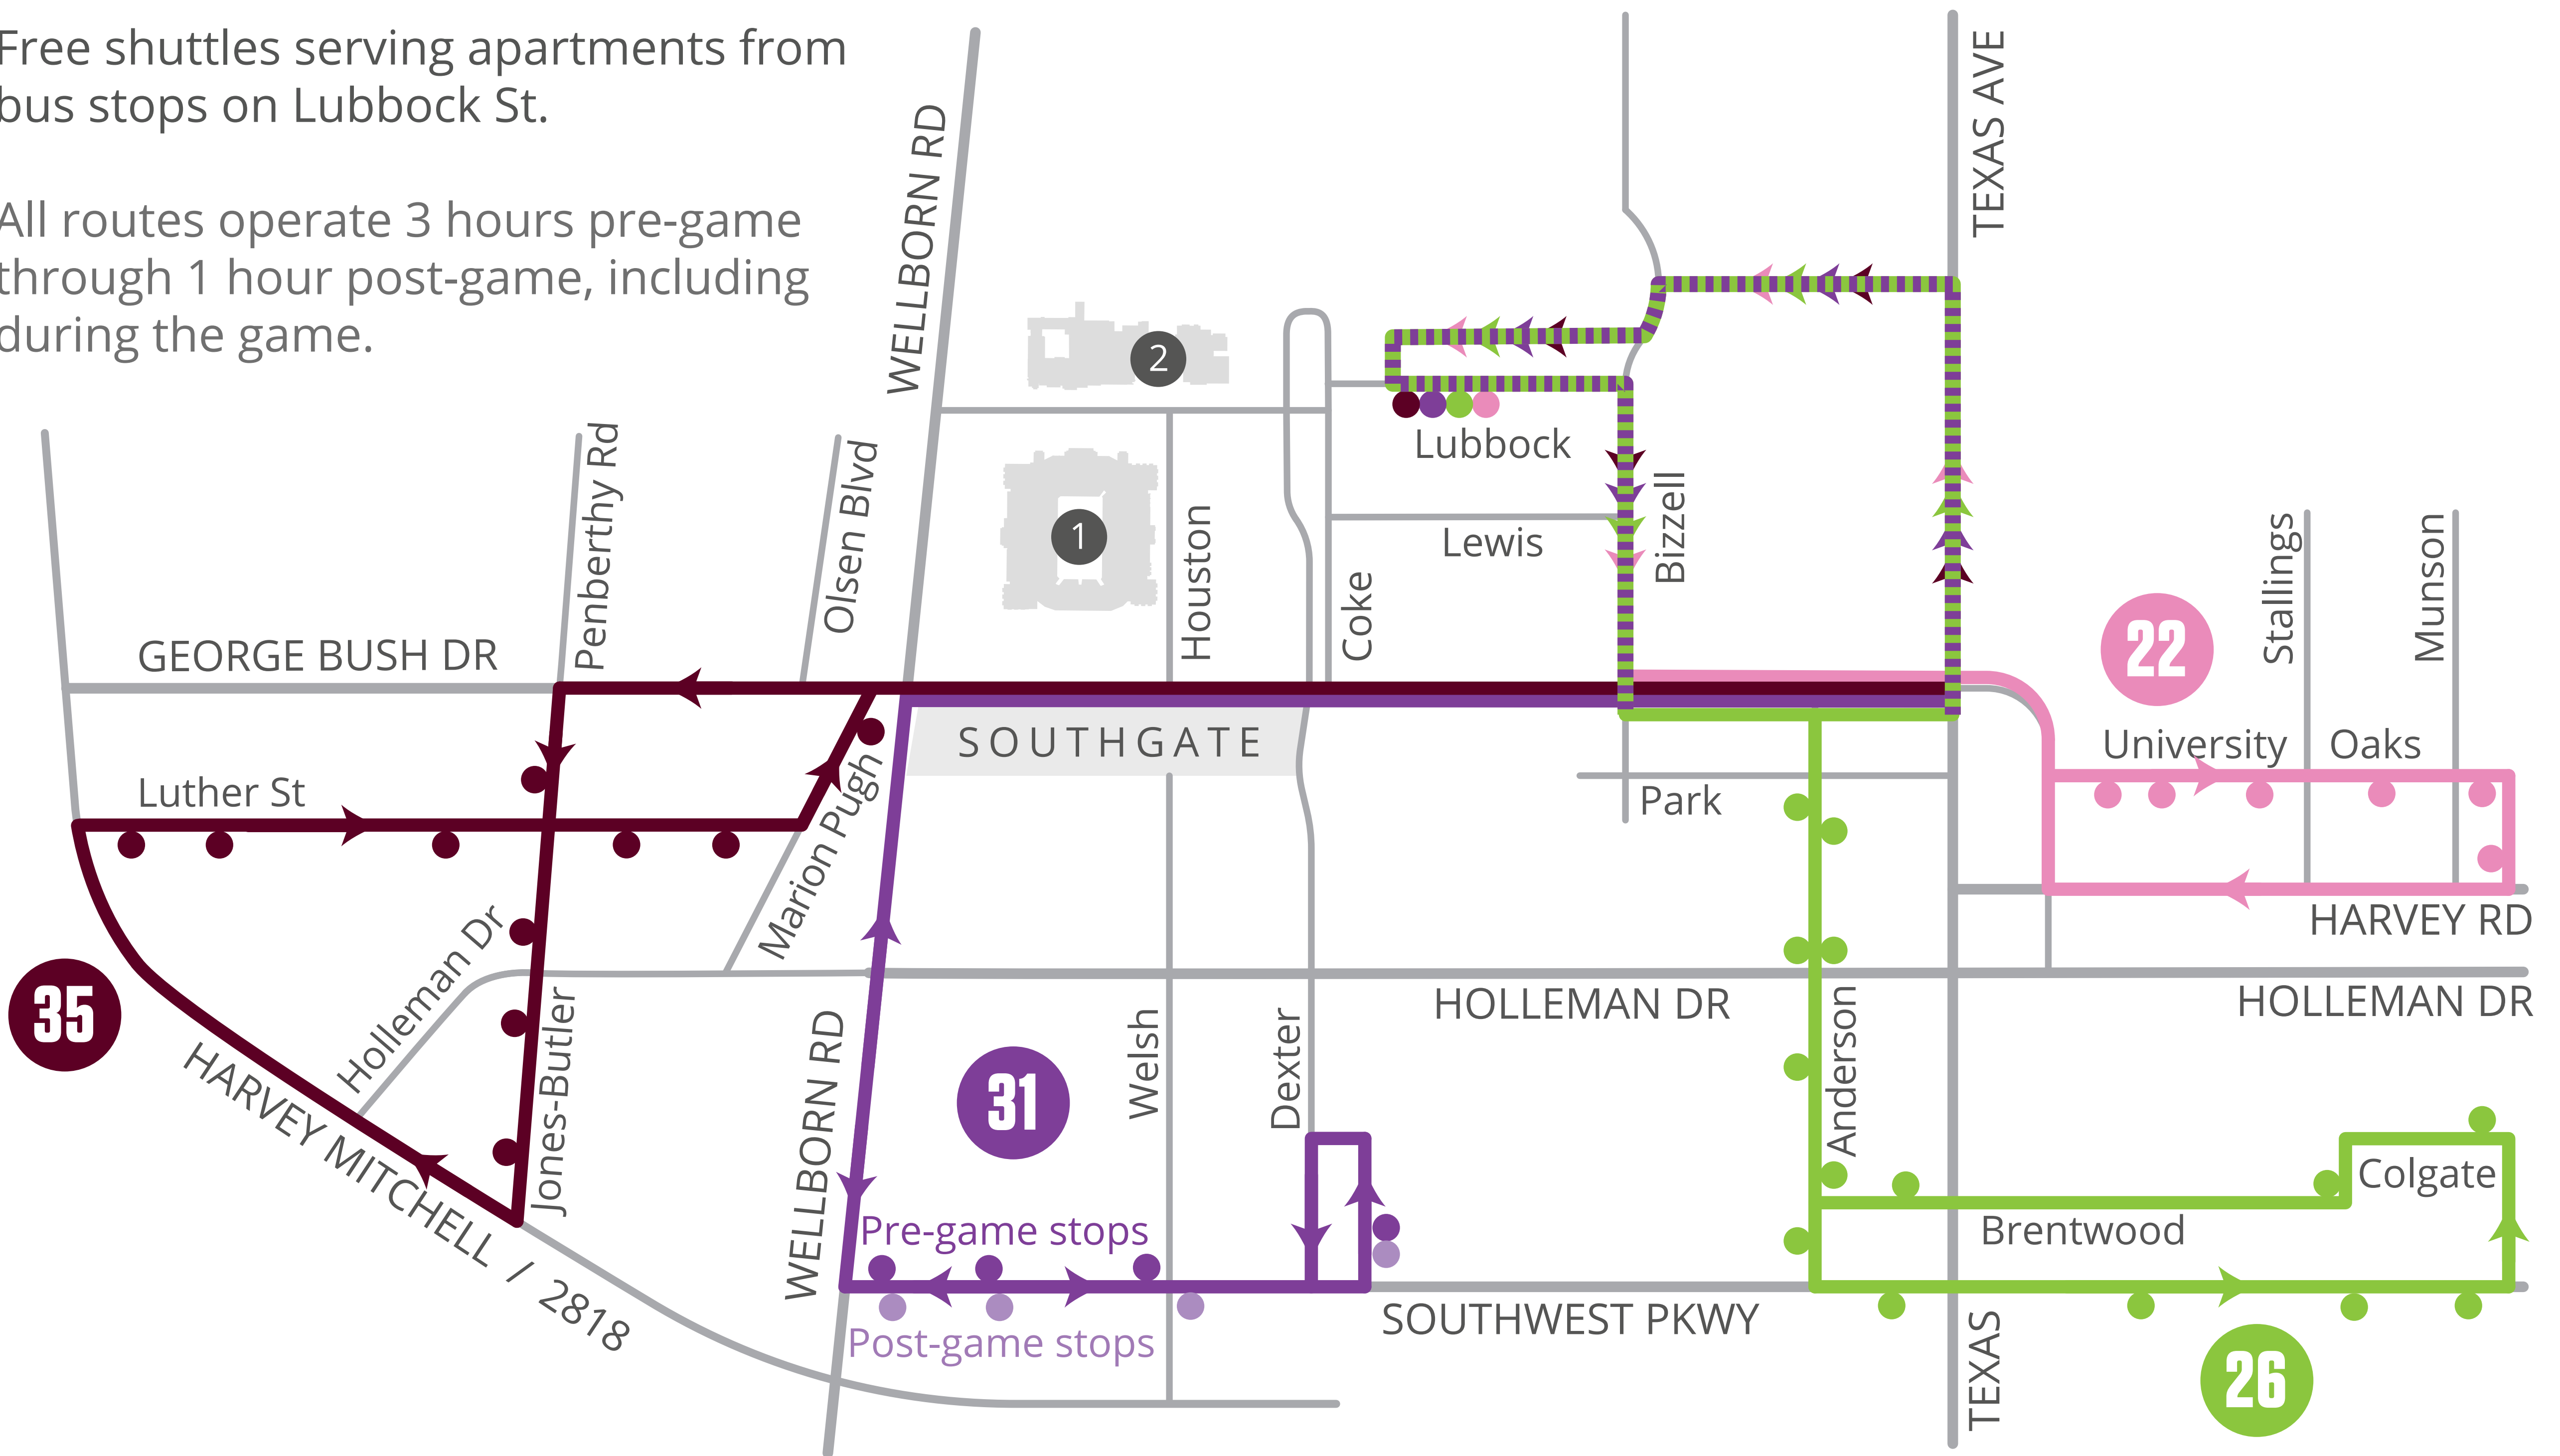 Free shuttles serving apartments from
bus stops on Lubbock St.
All routes operate 3 hours pre-game
through 1 hour post-game, including
during the game.
WELLBORN RD
TEXAS AVE
2
1
Lubbock
Lewis
Bizzell
Houston
Coke
Penberthy Rd
Olsen Blvd
GEORGE BUSH DR
Stallings
Munson
22
University Oaks
SOUTHGATE
Luther St
Marion Pugh
Park
HARVEY RD
Holleman Dr
35
HOLLEMAN DR
HOLLEMAN DR
Jones-Butler
HARVEY MITCHELL / 2818
WELLBORN RD
31
Welsh
Dexter
Anderson
Colgate
Brentwood
Pre-game stops
Post-game stops
SOUTHWEST PKWY
TEXAS
26